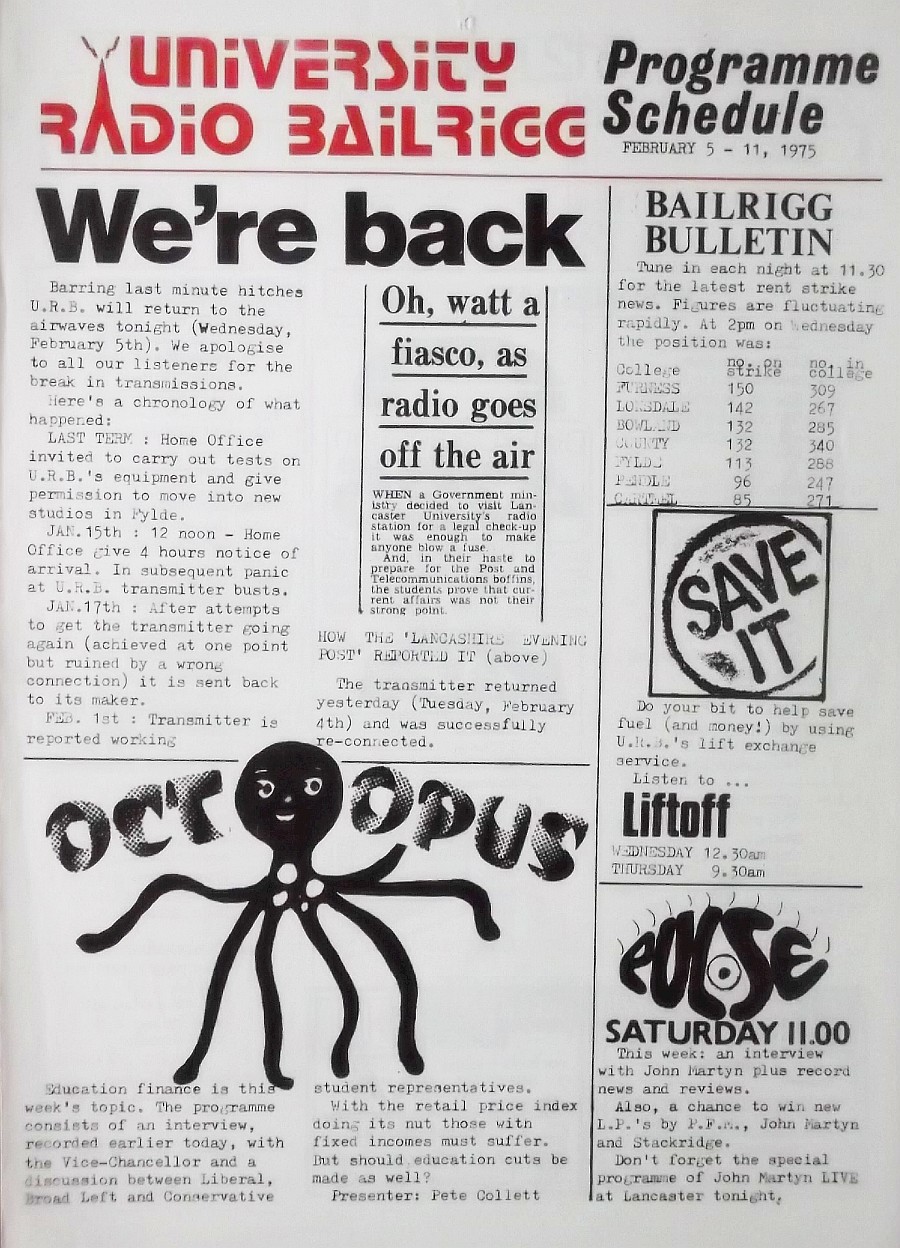 UNIVERSITY
RADIO BAILRIGG
Programme
Schedule
FEBRUARY 5 - 11, 1975
We're back
Barring last minute hitches
U.R.B. will return to the
airwaves tonight (Wednesday,
February 5th). We apologise
to all our listeners for the
break in transmissions.
Here's a chronology of what
happened:
LAST TERM : Home Office
invited to carry out tests on
U.R.B.'s equipment and give
permission to move into new
studios in Fylde.
JAN.15th : 12 noon - Home
Office give 4 hours notice of
arrival. In subsequent panic
at U.R.B. transmitter busts.
JAN.17th : After attempts
to get the transmitter going
again (achieved at one point
but ruined by a wrong
connection) it is sent back
to its maker.
FEB. 1st : Transmitter is
reported working
Oh, watt a
fiasco, as
radio goes
off the air
WHEN a Government min-
istry decided to visit Lan-
caster University's radio
station for a legal check-up
it was enough to make
anyone blow a fuse.
And, in their haste to
prepare for the Post and
Telecommunications boffins,
the students prove that cur-
rent affairs was not their
strong point.
HOW THE 'LANCASHIRE EVENING
POST' REPORTED IT (above)
The transmitter returned
yesterday (Tuesday, February
4th) and was successfully
re-connected.
BAILRIGG
BULLETIN
Tune in each night at 11.30
for the latest rent strike
news. Figures are fluctuating
rapidly. At 2pm on Wednesday
the position was:
College no. on strike no. in college
FURNESS 150 309
LONSDALE 142 267
BOWLAND 132 285
COUNTY 132 340
FYLDE 113 288
PENDLE 96 247
CARTMEL 85 271
SAVE
IT
Do your bit to help save
fuel (and money!) by using
U.R.B.'s lift exchange
service.
Listen to ...
Liftoff
WEDNESDAY 12.30am
THURSDAY 9.30am
OCTOPUS
Education finance is this
week's topic. The programme
consists of an interview,
recorded earlier today, with
the Vice-Chancellor and a
discussion between Liberal,
Broad Left and Conservative
student representatives.
With the retail price index
doing its nut those with
fixed incomes must suffer.
But should education cuts be
made as well?
Presenter: Pete Collett
PULSE
SATURDAY 11.00
This week: an interview
with John Martyn plus record
news and reviews.
Also, a chance to win new
L.P.'s by P.F.M., John Martyn
and Stackridge.
Don't forget the special
programme of John Martyn LIVE
at Lancaster tonight.